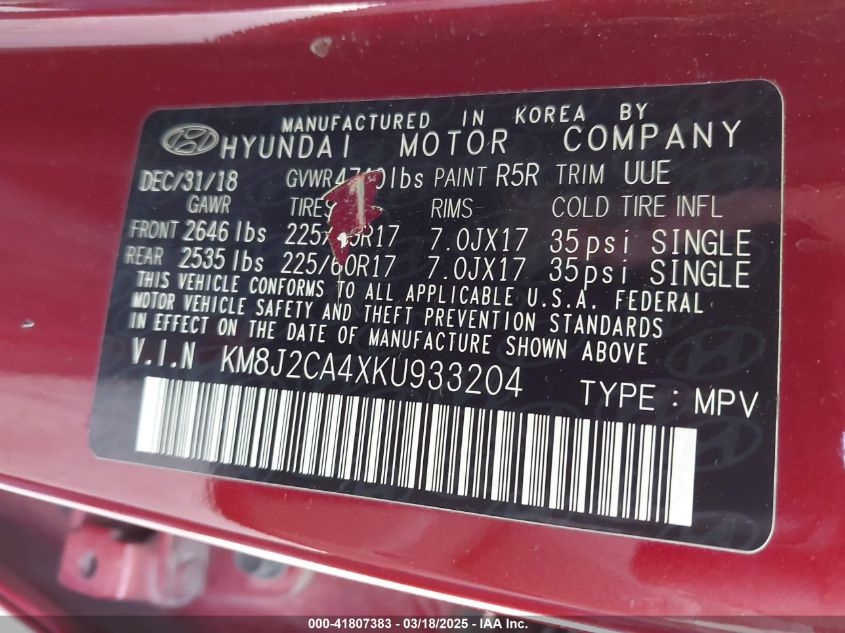 MANUFACTURED IN KOREA BY
HYUNDAI MOTOR COMPANY
DEC/31/18 GVWR lbs PAINT R5R TRIM UUE
GAWR TIRES RIMS COLD TIRE INFL
FRONT 2646 lbs 7.0JX17 35psi SINGLE
REAR 2535 lbs 225/60R17 7.0JX17 35psi SINGLE
THIS VEHICLE CONFORMS TO ALL APPLICABLE U.S.A. FEDERAL
MOTOR VEHICLE SAFETY AND THEFT PREVENTION STANDARDS
IN EFFECT ON THE DATE OF MANUFACTURE SHOWN ABOVE
V.I.N KM8J2CA4XKU933204 TYPE : MPV
000-41807383 - 03/18/2025 - IAA Inc.